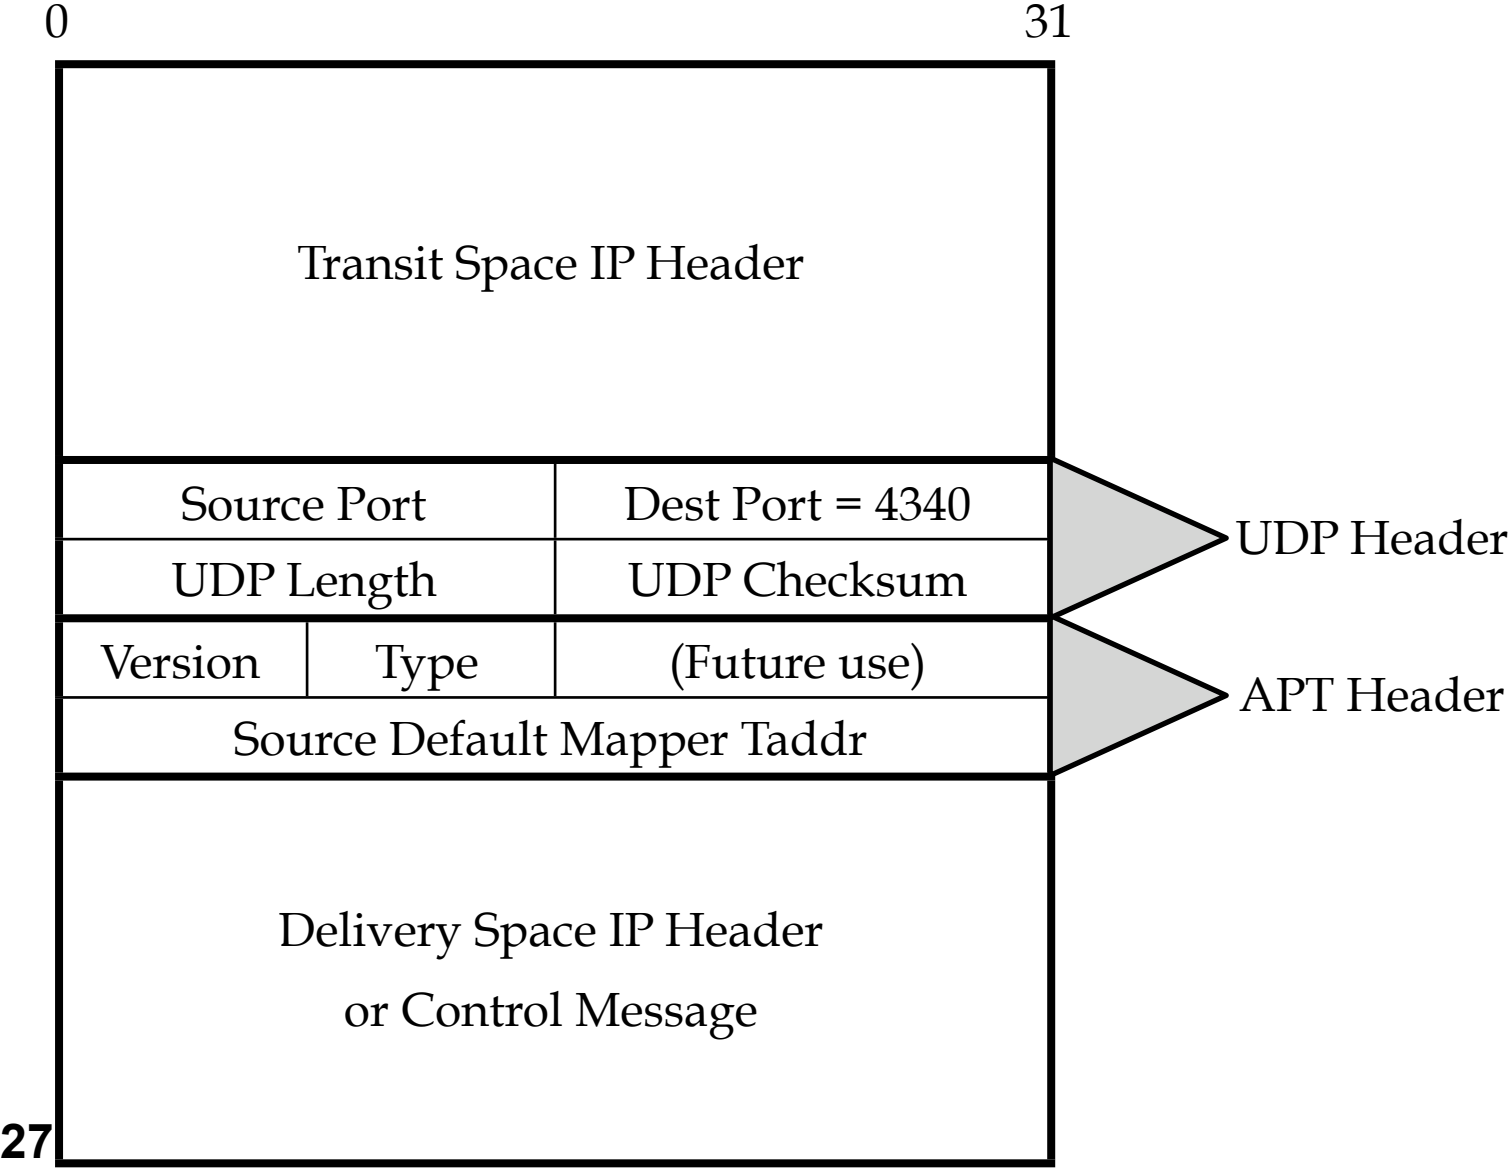 0 31
Transit Space IP Header
Source Port Dest Port = 4340
UDP Header
UDP Length UDP Checksum
Version Type (Future use)
APT Header
Source Default Mapper Taddr
Delivery Space IP Header
or Control Message
27